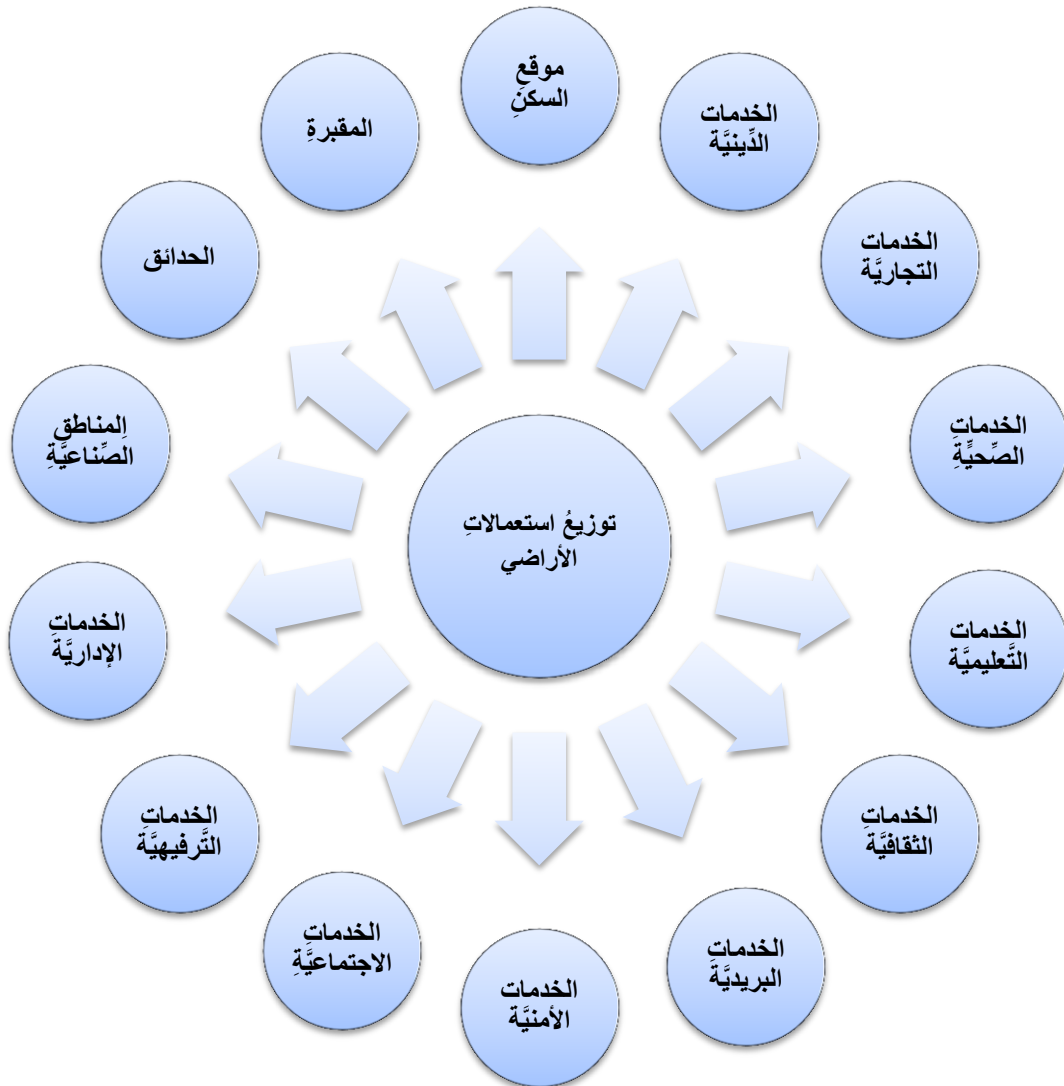 موقع
السكنِ
الخدمات
الدِّينيَّة
الخدمات
التجاريَّة
الخدماتِ
الصِّحيَّةِ
الخدمات
التَّعليميَّة
الخدماتِ
الثقافيَّة
الخدماتِ
البريديَّة
الخدمات
الأمنيَّة
الخدماتِ
الاجتماعيَّةِ
الخدماتِ
التَّرفيهيَّة
الخدماتِ
الإداريَّة
المناطقِ
الصِّناعيَّةِ
الحدائق
المقبرةِ
توزيعُ استعمالاتِ
الأراضي